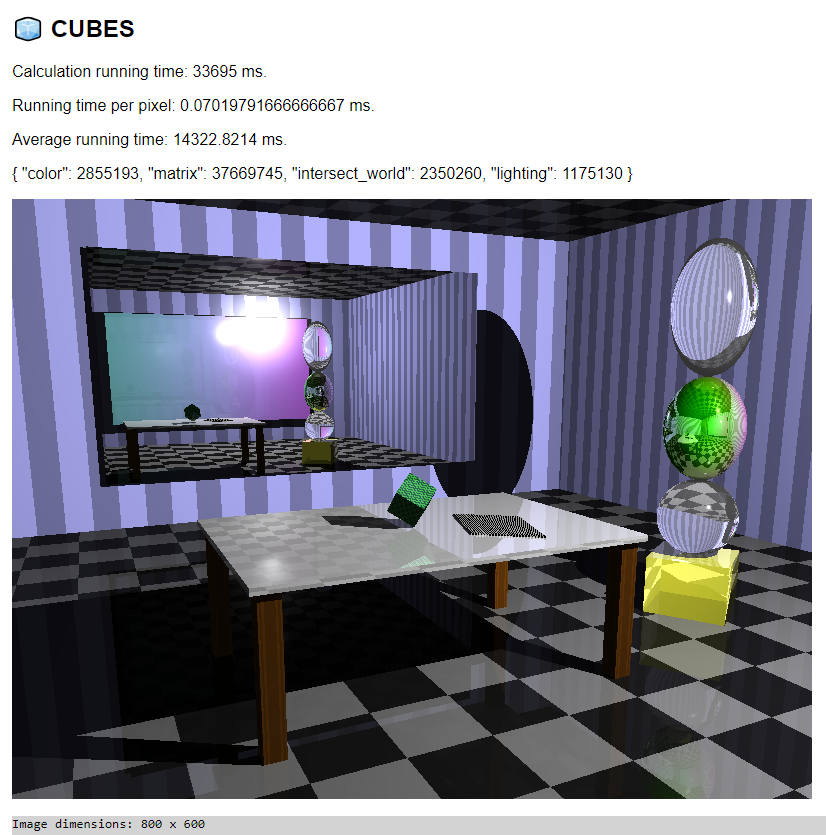 CUBES
Calculation running time: 33695 ms.
Running time per pixel: 0.07019791666666667 ms.
Average running time: 14322.8214 ms.
{ "color": 2855193, "matrix": 37669745, "intersect_world": 2350260, "lighting": 1175130 }
Image dimensions: 800 x 600